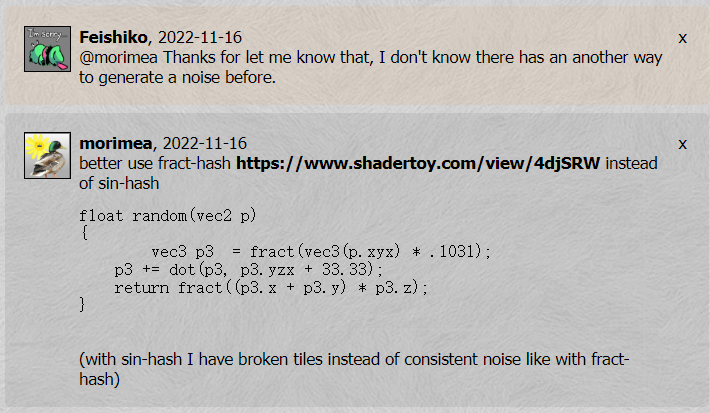 I'm sorry...
Feishiko, 2022-11-16
x
@morimea Thanks for let me know that, I don't know there has an another way
to generate a noise before.
morimea, 2022-11-16
x
better use fract-hash https://www.shadertoy.com/view/4djSRW instead
of sin-hash
float random(vec2 p)
{
vec3 p3  = fract(vec3(p.xyx) * .1031);
p3 += dot(p3, p3.yzx + 33.33);
return fract((p3.x + p3.y) * p3.z);
}
(with sin-hash I have broken tiles instead of consistent noise like with fract-
hash)